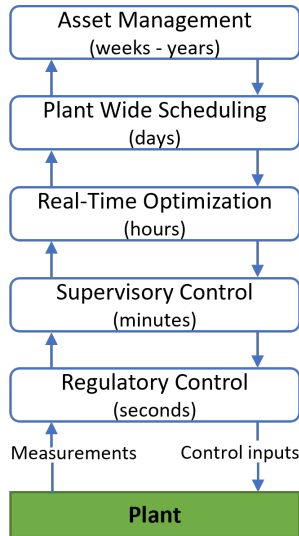 Asset Management
(weeks - years)
Plant Wide Scheduling
(days)
Real-Time Optimization
(hours)
Supervisory Control
(minutes)
Regulatory Control
(seconds)
Measurements
Control inputs
Plant